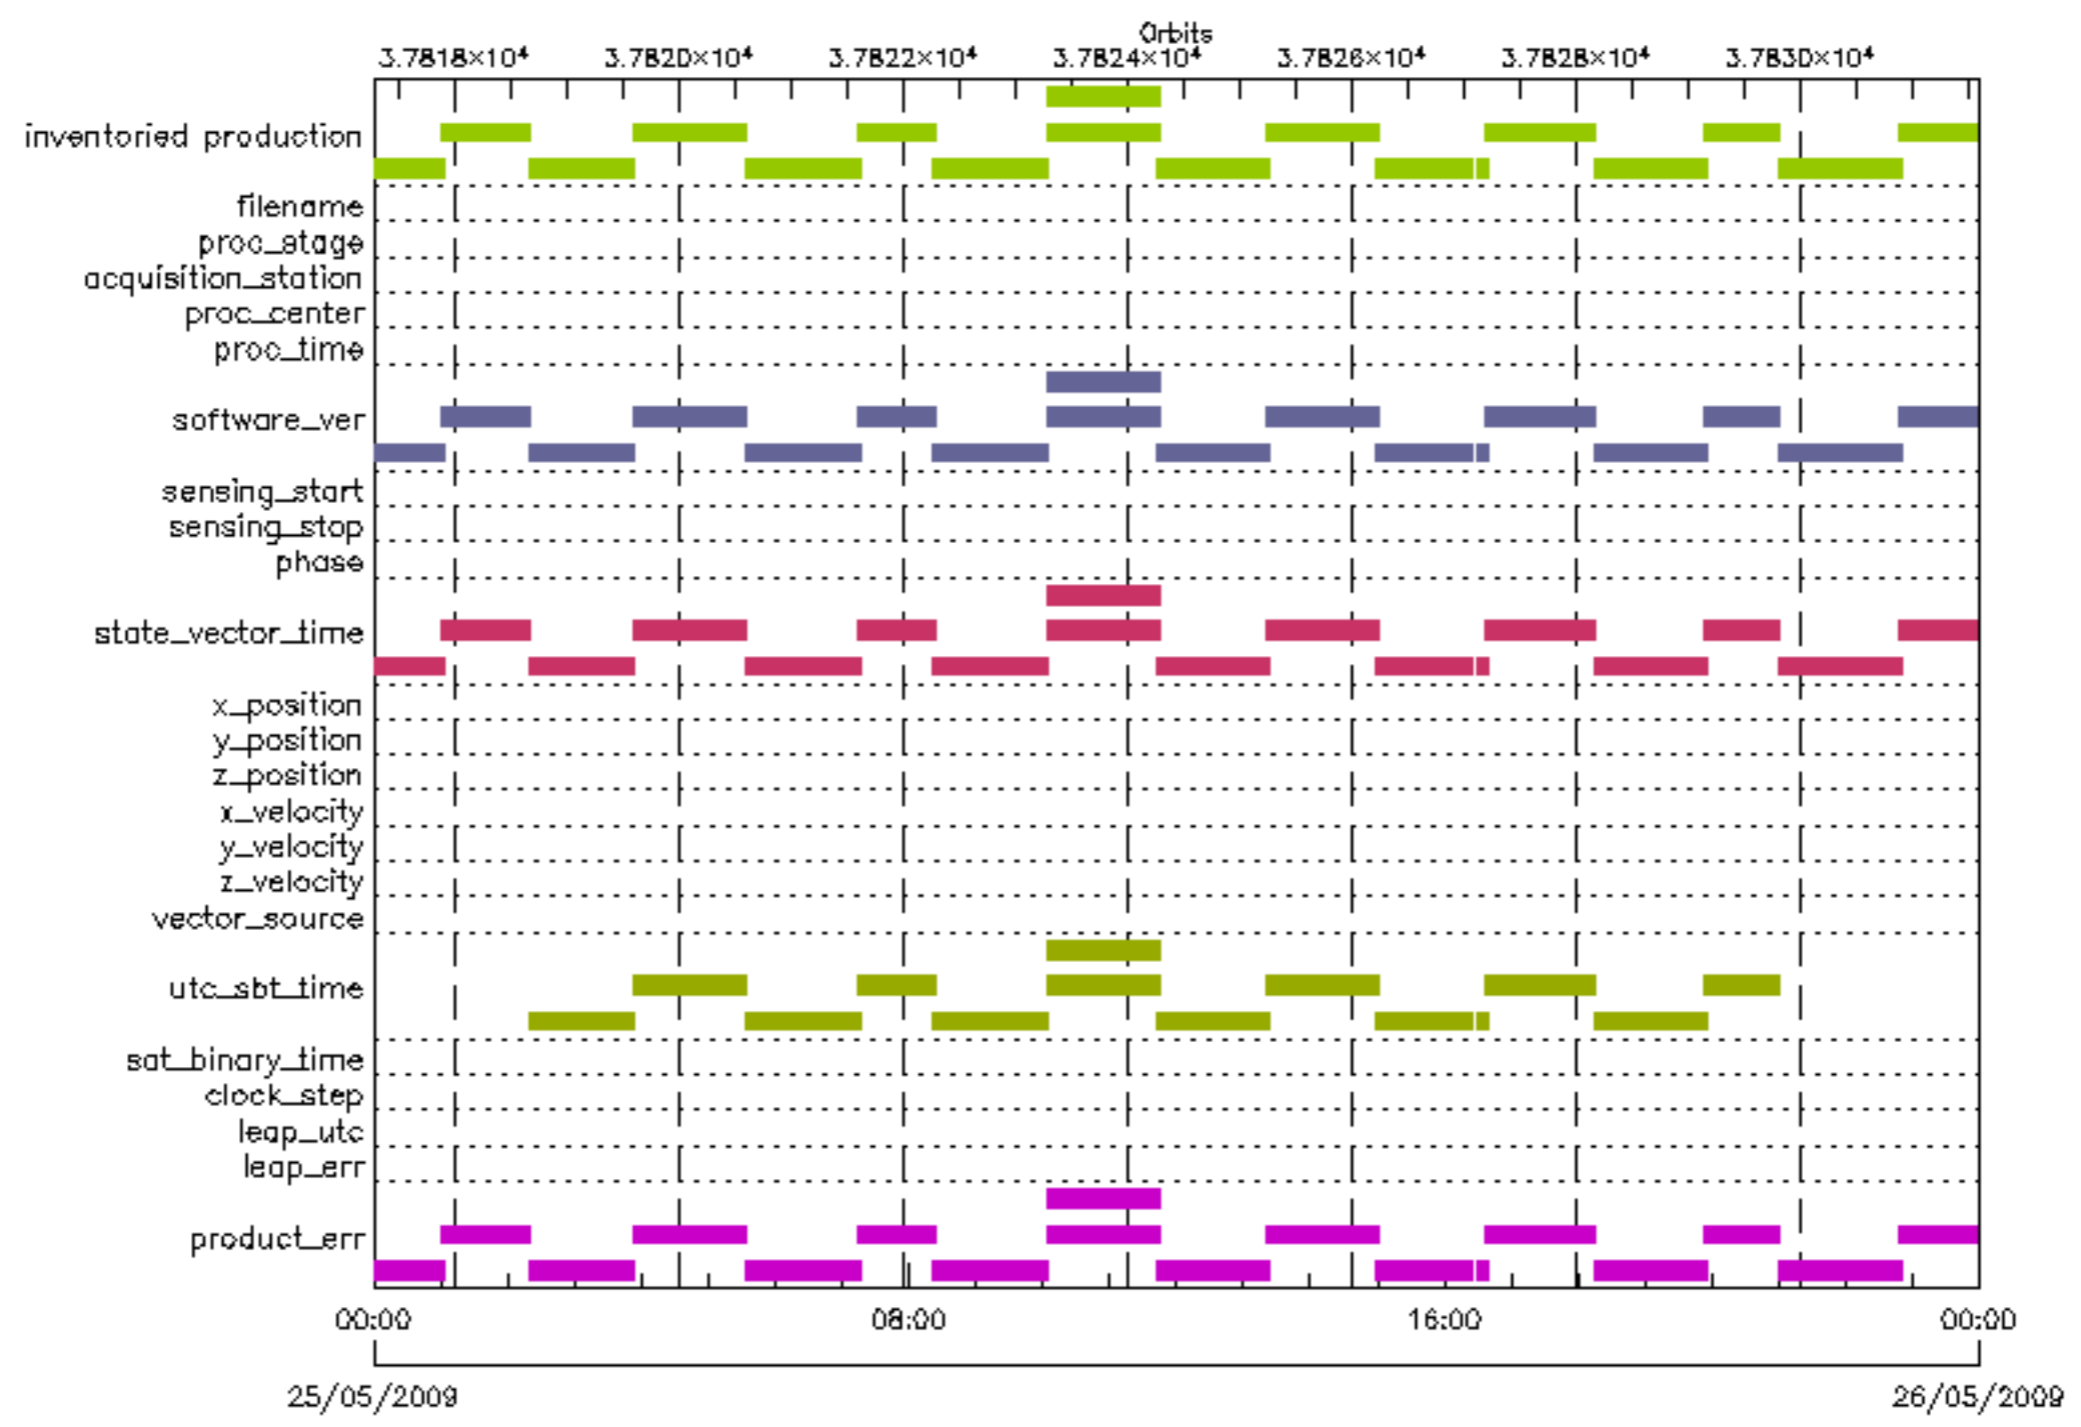 Orbits
3.7818×10⁴ 3.7820×10⁴ 3.7822×10⁴ 3.7824×10⁴ 3.7826×10⁴ 3.7828×10⁴ 3.7830×10⁴
inventoried production
filename
proc_stage
acquisition_station
proc_center
proc_time
software_ver
sensing_start
sensing_stop
phase
state_vector_time
x_position
y_position
z_position
x_velocity
y_velocity
z_velocity
vector_source
utc_sbt_time
sat_binary_time
clock_step
leap_utc
leap_err
product_err
00:00 08:00 16:00 00:00
25/05/2009 26/05/2009